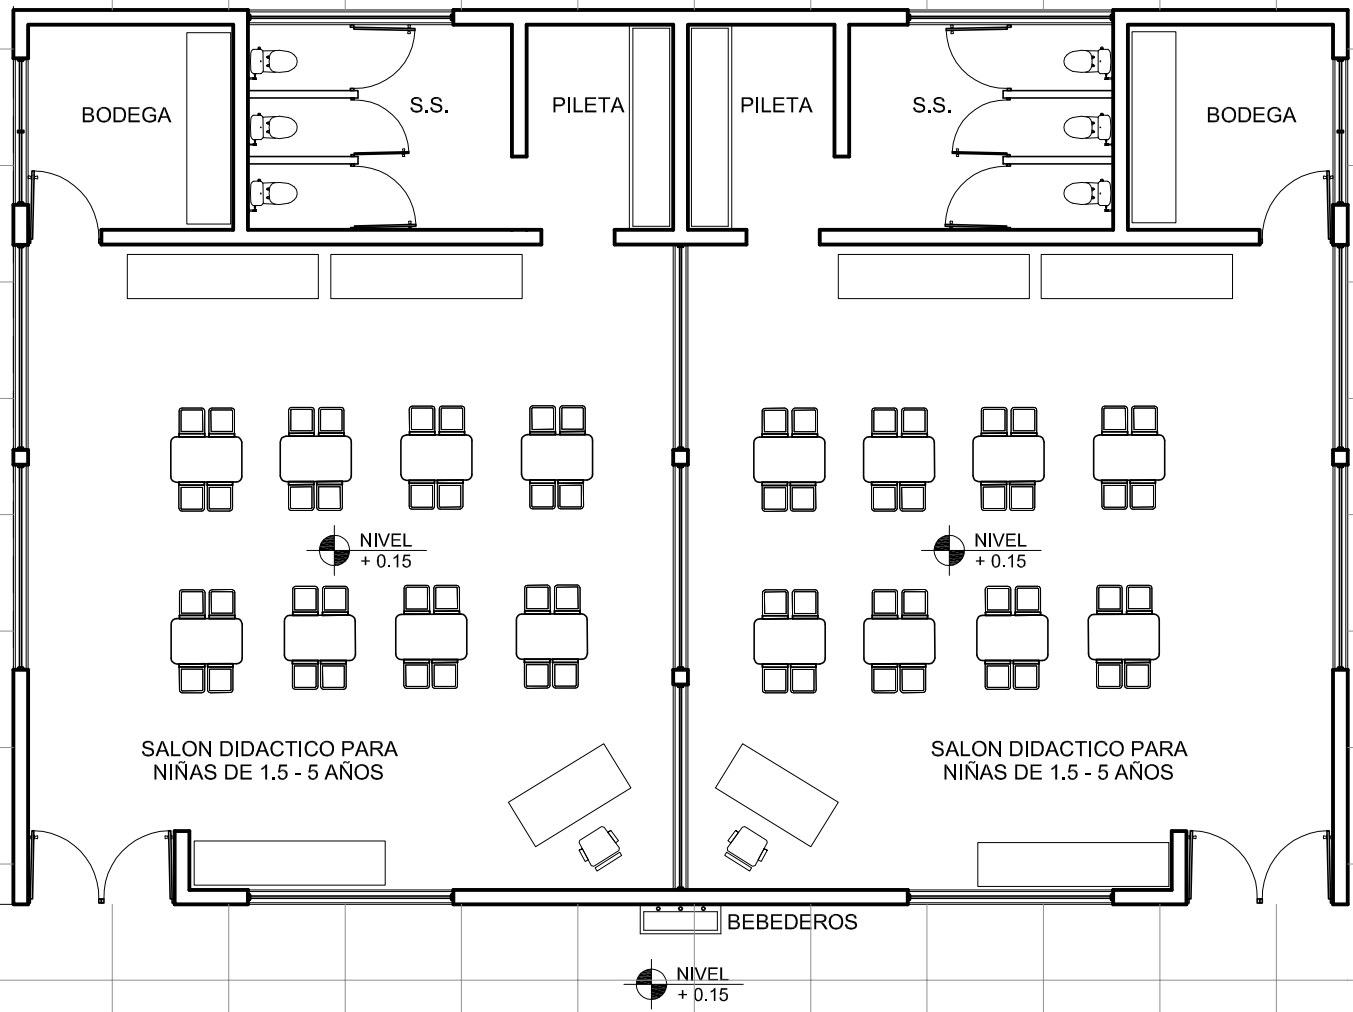 BODEGA
S.S.
PILETA
PILETA
S.S.
BODEGA
NIVEL
+ 0.15
NIVEL
+ 0.15
SALON DIDACTICO PARA
NIÑAS DE 1.5 - 5 AÑOS
SALON DIDACTICO PARA
NIÑAS DE 1.5 - 5 AÑOS
BEBEDEROS
NIVEL
+ 0.15